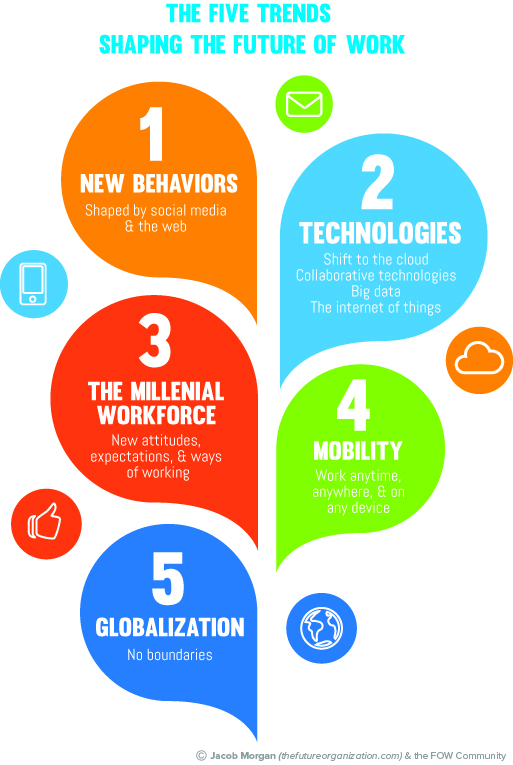 THE FIVE TRENDS
SHAPING THE FUTURE OF WORK
1
NEW BEHAVIORS
Shaped by social media
& the web
2
TECHNOLOGIES
Shift to the cloud
Collaborative technologies
Big data
The internet of things
3
THE MILLENIAL
WORKFORCE
New attitudes,
expectations, & ways
of working
4
MOBILITY
Work anytime,
anywhere, & on
any device
5
GLOBALIZATION
No boundaries
© Jacob Morgan (thefutureorganization.com) & the FOW Community